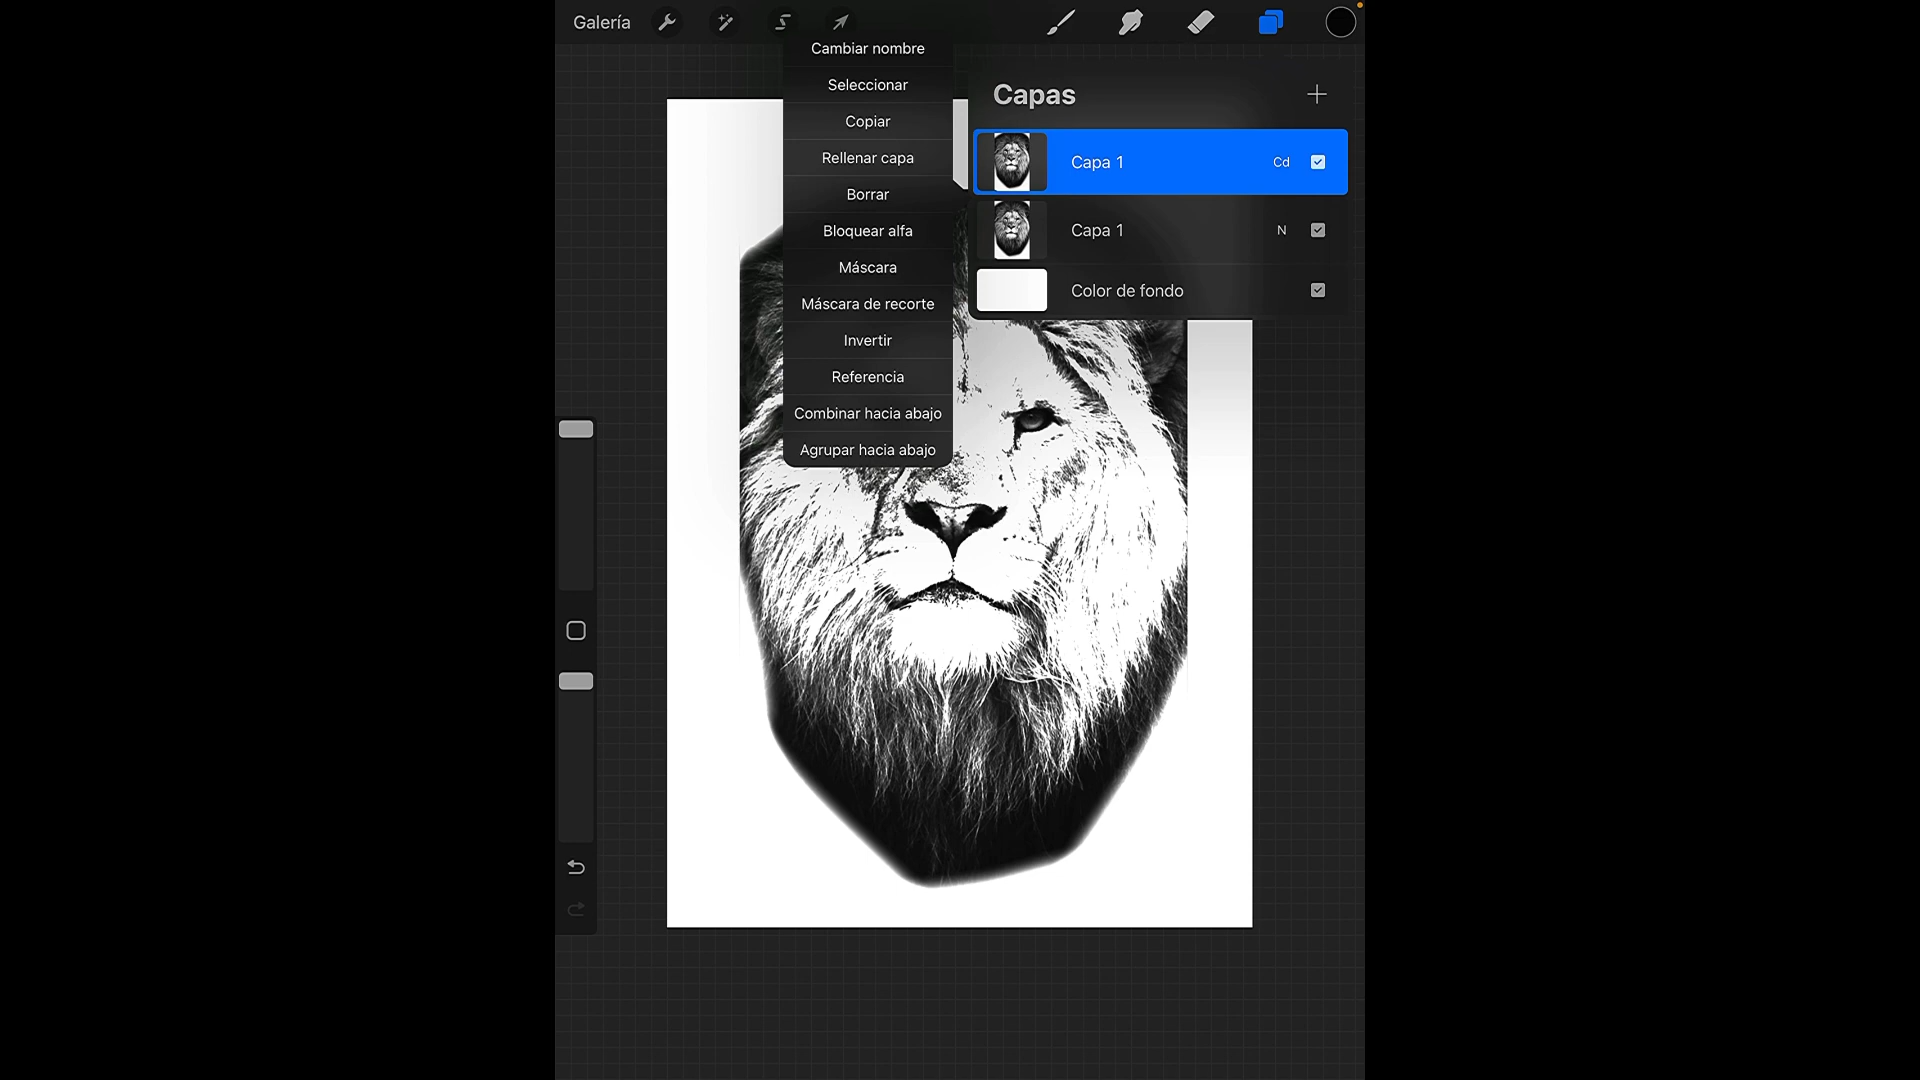 Galería
Cambiar nombre
Seleccionar
Copiar
Rellenar capa
Borrar
Bloquear alfa
Máscara
Máscara de recorte
Invertir
Referencia
Combinar hacia abajo
Agrupar hacia abajo
Capas
Capa 1 Cd
Capa 1 N
Color de fondo